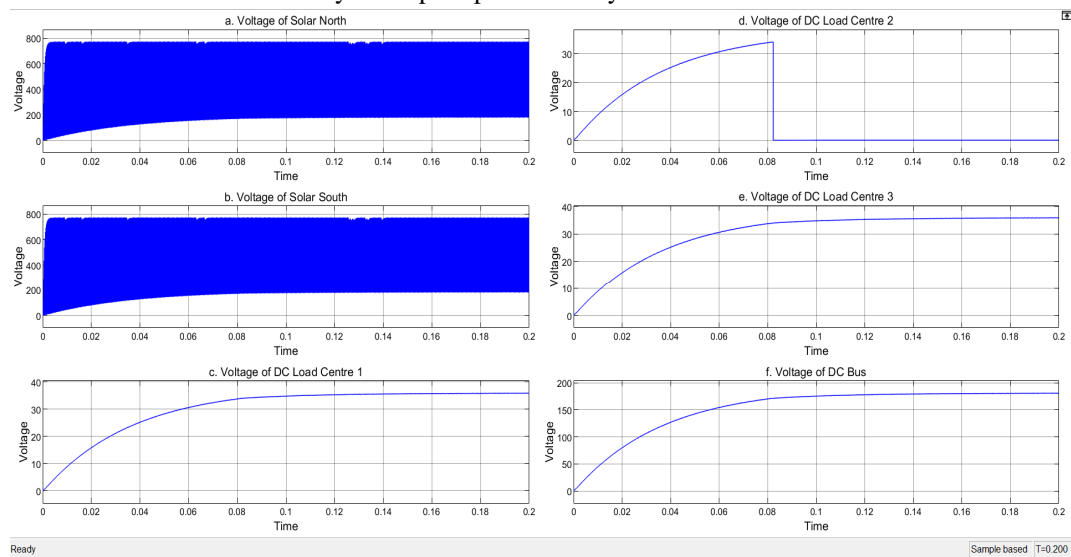 a. Voltage of Solar North
Voltage
800
600
400
200
0
0 0.02 0.04 0.06 0.08 0.1 0.12 0.14 0.16 0.18 0.2
Time
b. Voltage of Solar South
Voltage
800
600
400
200
0
0 0.02 0.04 0.06 0.08 0.1 0.12 0.14 0.16 0.18 0.2
Time
c. Voltage of DC Load Centre 1
Voltage
40
30
20
10
0
0 0.02 0.04 0.06 0.08 0.1 0.12 0.14 0.16 0.18 0.2
Time
d. Voltage of DC Load Centre 2
Voltage
30
20
10
0
0 0.02 0.04 0.06 0.08 0.1 0.12 0.14 0.16 0.18 0.2
Time
e. Voltage of DC Load Centre 3
Voltage
40
30
20
10
0
0 0.02 0.04 0.06 0.08 0.1 0.12 0.14 0.16 0.18 0.2
Time
f. Voltage of DC Bus
Voltage
200
150
100
50
0
0 0.02 0.04 0.06 0.08 0.1 0.12 0.14 0.16 0.18 0.2
Time
Ready
Sample based T=0.200